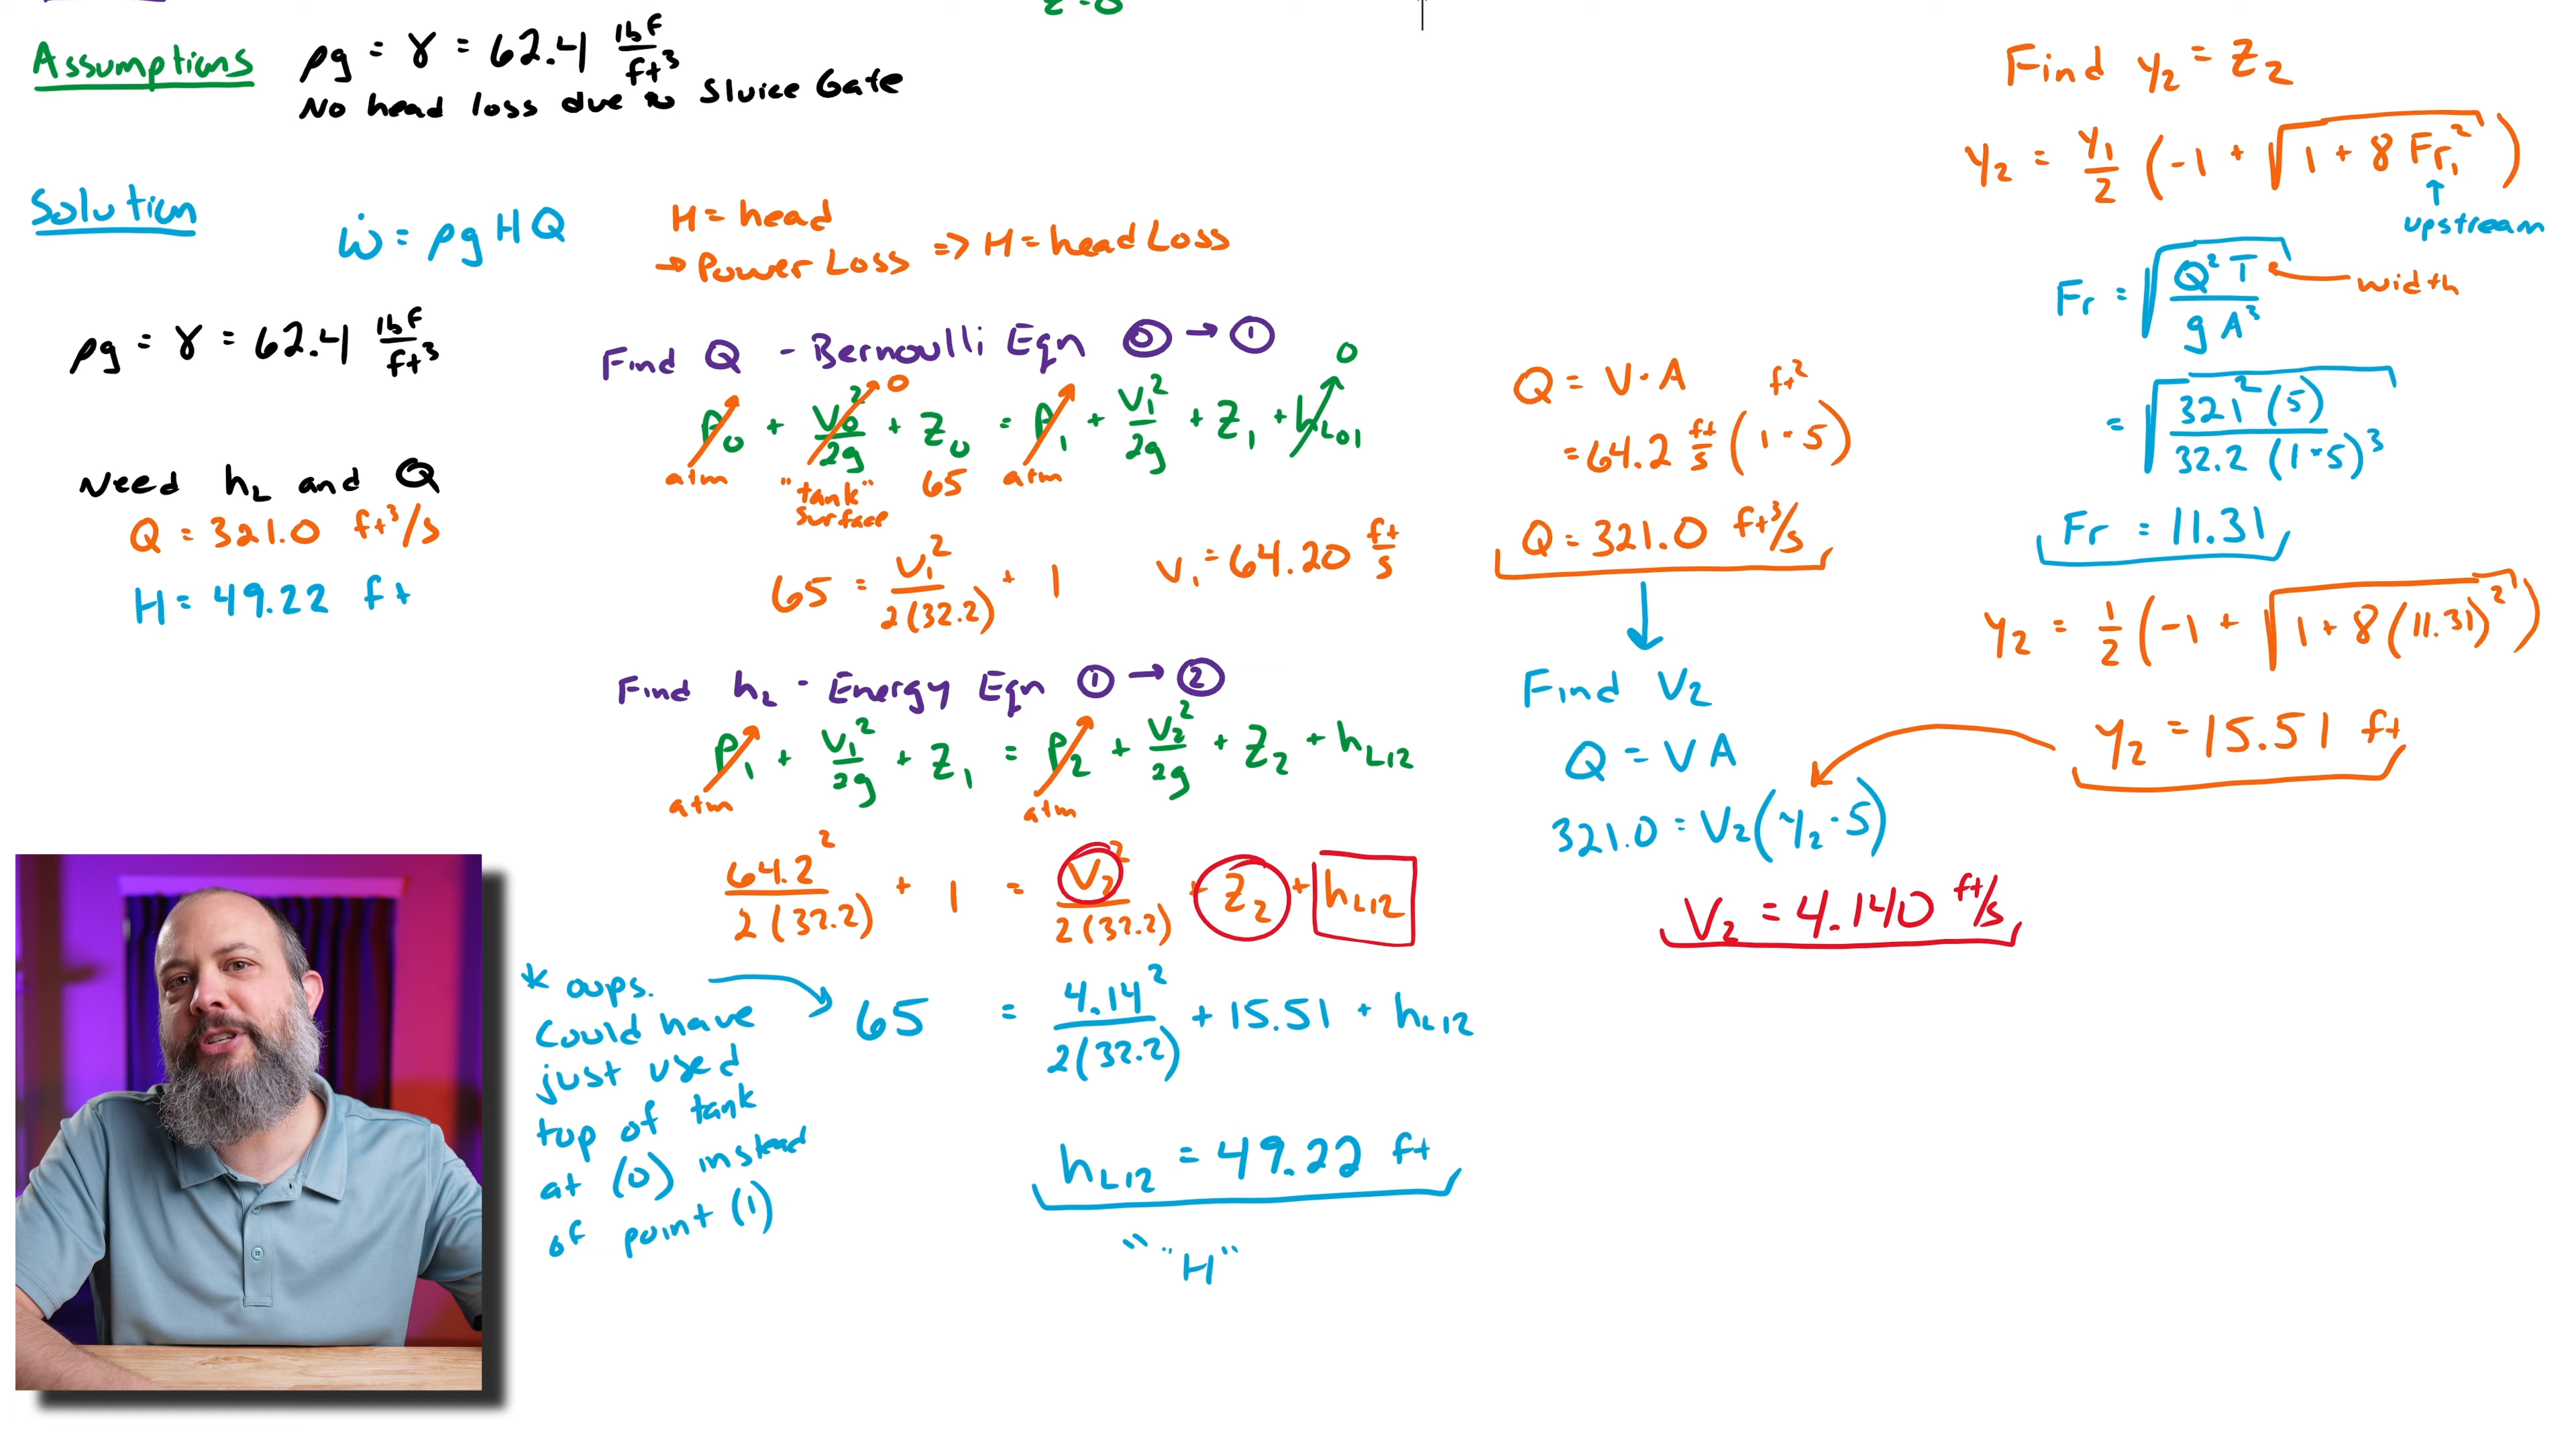 z=0
Assumptions ρg = γ = 62.4 lbf/ft³
No head loss due to Sluice Gate
Solution
ẇ = ρg H Q
H = head
→ Power Loss => H = head Loss
ρg = γ = 62.4 lbf/ft³
Need hL and Q
Q = 321.0 ft³/s
H = 49.22 ft
Find Q - Bernoulli Eqn ⓪ → ①
P₀ + V₀²/2g + Z₀ = P₁ + V₁²/2g + Z₁ + hL01
0 0
atm "tank" surface 65 atm
65 = V₁²/2(32.2) + 1 V₁ = 64.20 ft/s
Find hL - Energy Eqn ① → ②
P₁ + V₁²/2g + Z₁ = P₂ + V₂²/2g + Z₂ + hL12
atm atm
64.2²/2(32.2) + 1 = V₂²/2(32.2) + Z₂ + hL12
* oups.
Could have
just used
top of tank
at (0) instead
of point (1)
65 = 4.14²/2(32.2) + 15.51 + hL12
hL12 = 49.22 ft
"H"
Q = V · A ft²
= 64.2 ft/s (1 · 5)
Q = 321.0 ft³/s
Find V₂
Q = VA
321.0 = V₂(y₂ · 5)
V₂ = 4.140 ft/s
Find y₂ = Z₂
y₂ = y₁/2 (-1 + √(1 + 8 Fr₁²))
↑
upstream
Fr = √(Q² T / g A³) ← width
= √(321² (5) / 32.2 (1·5)³)
Fr = 11.31
y₂ = 1/2 (-1 + √(1 + 8 (11.31)²))
y₂ = 15.51 ft